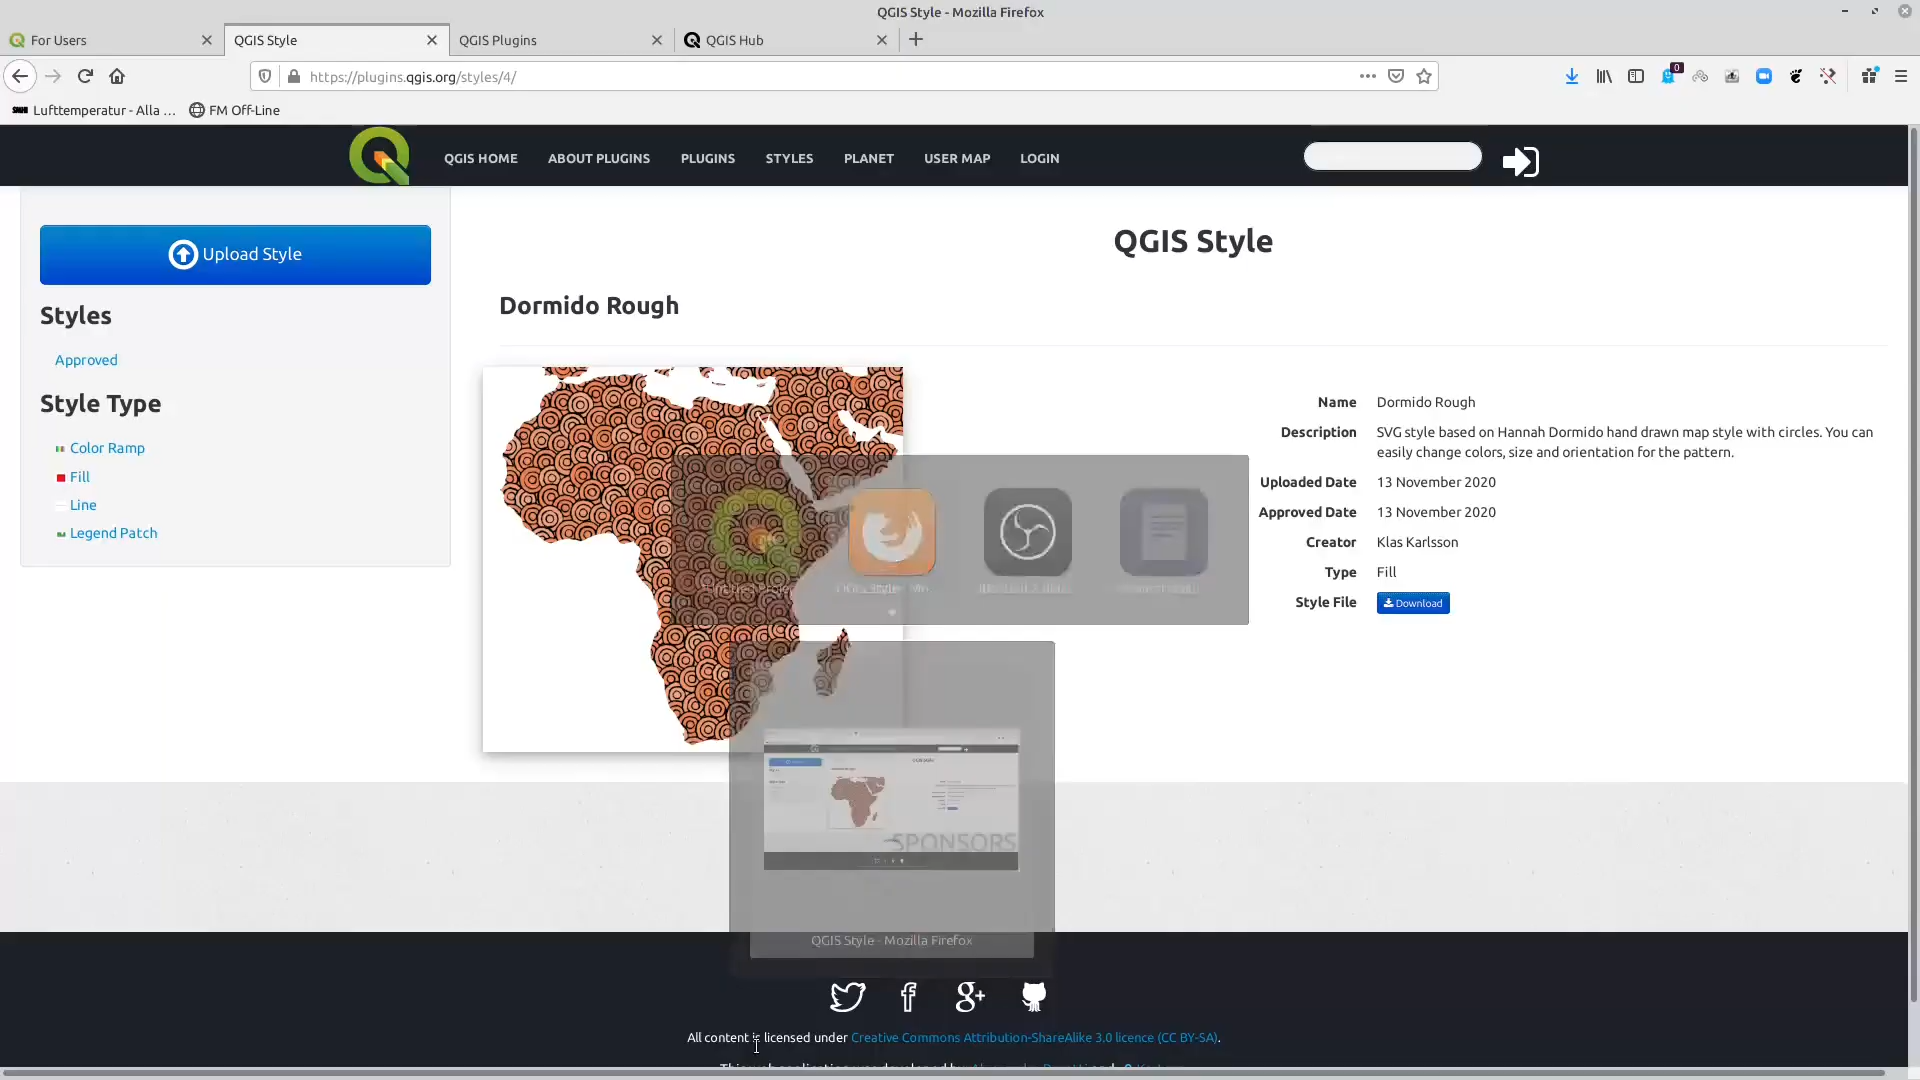 QGIS Style - Mozilla Firefox
For Users
QGIS Style
QGIS Plugins
QGIS Hub
https://plugins.qgis.org/styles/4/
0
Lufttemperatur - Alla ...
FM Off-Line
QGIS HOME
ABOUT PLUGINS
PLUGINS
STYLES
PLANET
USER MAP
LOGIN
Upload Style
Styles
Approved
Style Type
Color Ramp
Fill
Line
Legend Patch
QGIS Style
Dormido Rough
Name Dormido Rough
Description SVG style based on Hannah Dormido hand drawn map style with circles. You can
easily change colors, size and orientation for the pattern.
Uploaded Date 13 November 2020
Approved Date 13 November 2020
Creator Klas Karlsson
Type Fill
Style File Download
SPONSORS
QGIS Style - Mozilla Firefox
All content is licensed under Creative Commons Attribution-ShareAlike 3.0 licence (CC BY-SA).